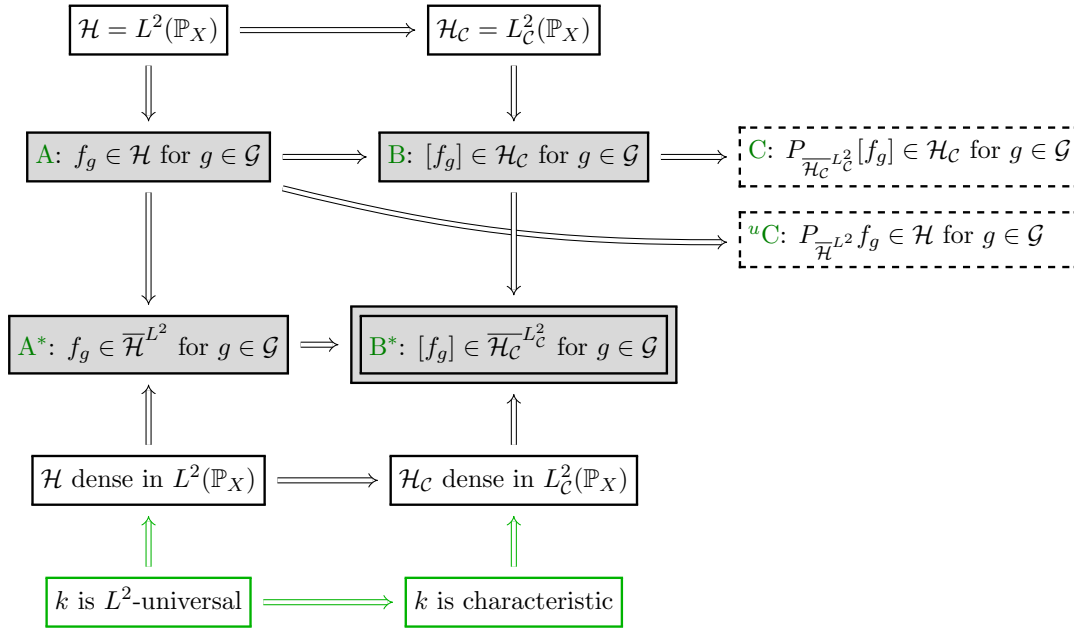 $\mathcal{H} = L^2(\mathbb{P}_X)$
$\mathcal{H}_{\mathcal{C}} = L^2_{\mathcal{C}}(\mathbb{P}_X)$
A: $f_g \in \mathcal{H}$ for $g \in \mathcal{G}$
B: $[f_g] \in \mathcal{H}_{\mathcal{C}}$ for $g \in \mathcal{G}$
C: $P_{\overline{\mathcal{H}_{\mathcal{C}}}^{L^2_{\mathcal{C}}}}[f_g] \in \mathcal{H}_{\mathcal{C}}$ for $g \in \mathcal{G}$
$^u$C: $P_{\overline{\mathcal{H}}^{L^2}} f_g \in \mathcal{H}$ for $g \in \mathcal{G}$
A*: $f_g \in \overline{\mathcal{H}}^{L^2}$ for $g \in \mathcal{G}$
B*: $[f_g] \in \overline{\mathcal{H}_{\mathcal{C}}}^{L^2_{\mathcal{C}}}$ for $g \in \mathcal{G}$
$\mathcal{H}$ dense in $L^2(\mathbb{P}_X)$
$\mathcal{H}_{\mathcal{C}}$ dense in $L^2_{\mathcal{C}}(\mathbb{P}_X)$
$k$ is $L^2$-universal
$k$ is characteristic